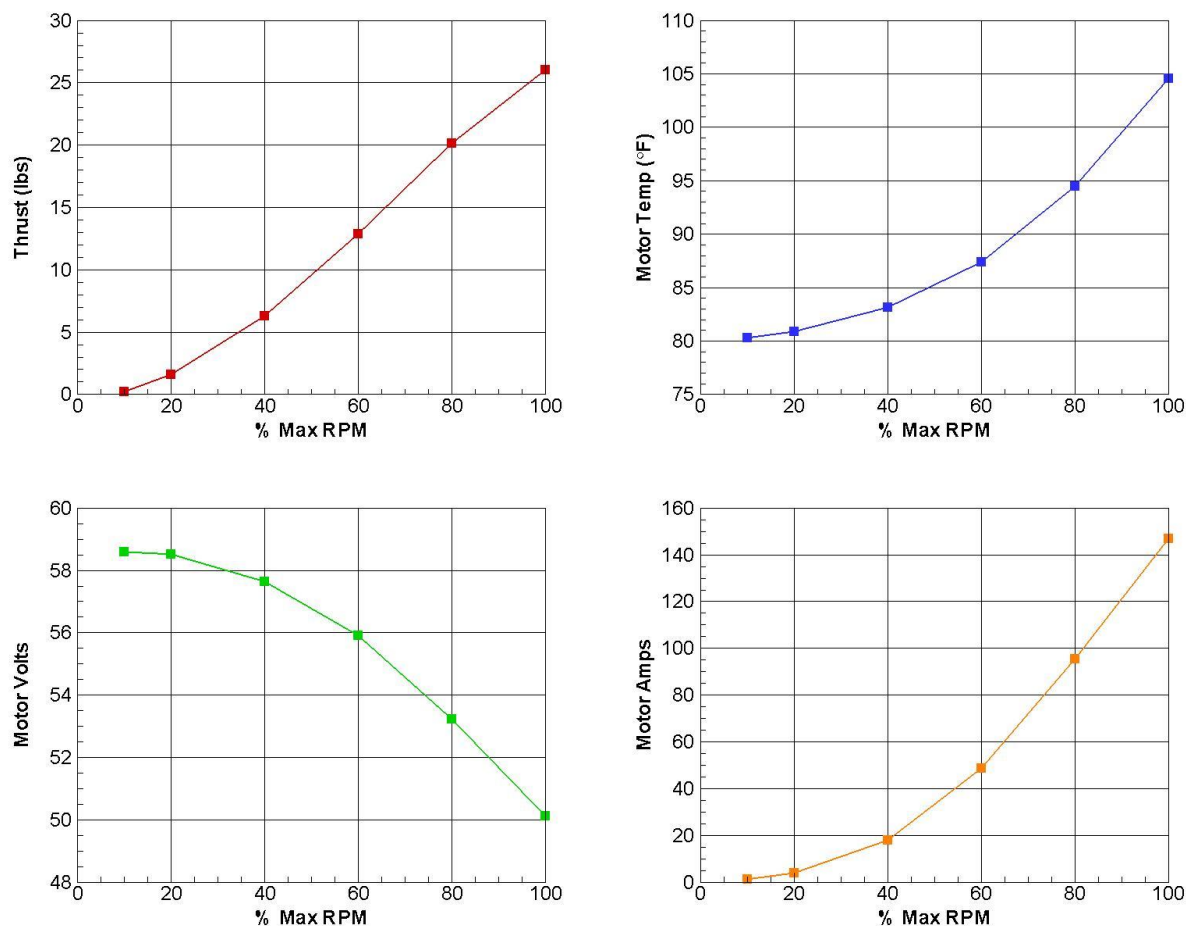 30
25
20
15
10
5
0
0 20 40 60 80 100
% Max RPM
Thrust (lbs)
110
105
100
95
90
85
80
75
0 20 40 60 80 100
% Max RPM
Motor Temp (°F)
60
58
56
54
52
50
48
0 20 40 60 80 100
% Max RPM
Motor Volts
160
140
120
100
80
60
40
20
0
0 20 40 60 80 100
% Max RPM
Motor Amps